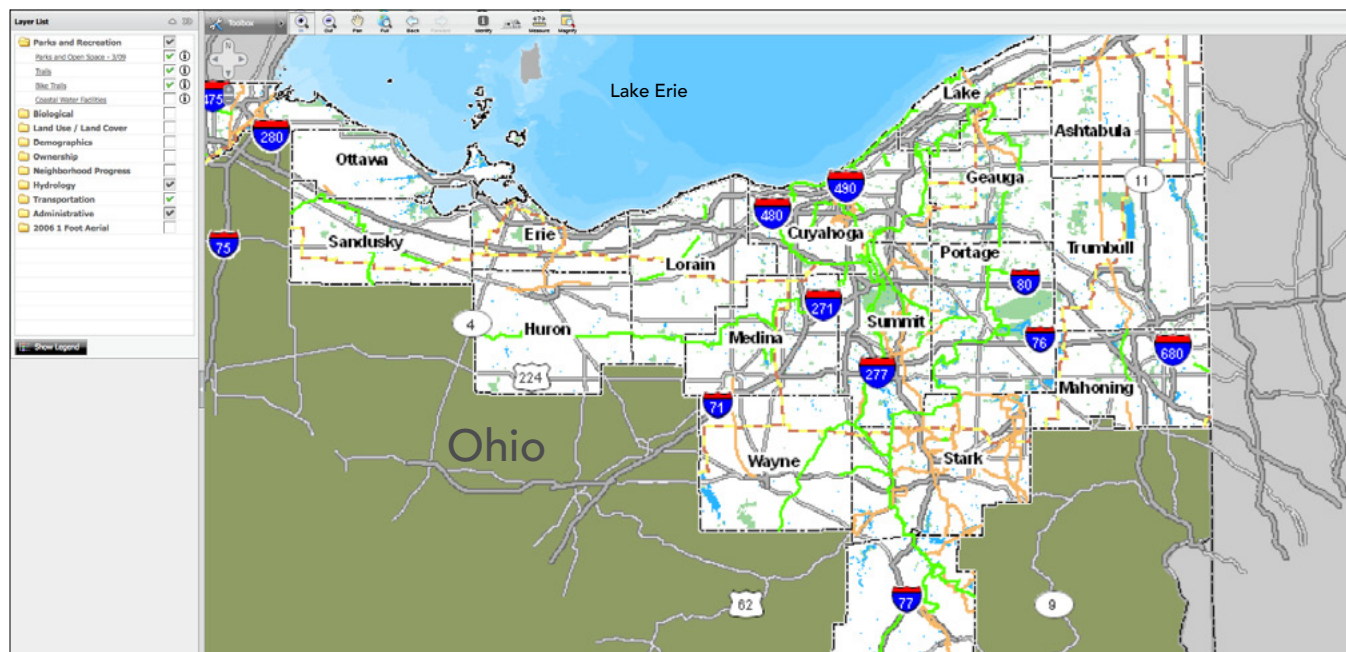 Layer List
Parks and Recreation
Parks and Open Space - 3/09
Trails
Bike Trails
Coastal Water Facilities
Biological
Land Use / Land Cover
Demographics
Ownership
Neighborhood Progress
Hydrology
Transportation
Administrative
2006 1 Foot Aerial
Show Legend
Toolbox
In
Out
Pan
Full
Back
Forward
Identify
Measure
Magnify
N
Lake Erie
Lake
475
280
Ashtabula
Ottawa
11
Geauga
490
480
Cuyahoga
Erie
Sandusky
75
Trumbull
Portage
Lorain
80
271
Summit
4
Huron
Medina
76
680
224
277
Mahoning
71
Ohio
Wayne
Stark
62
77
9